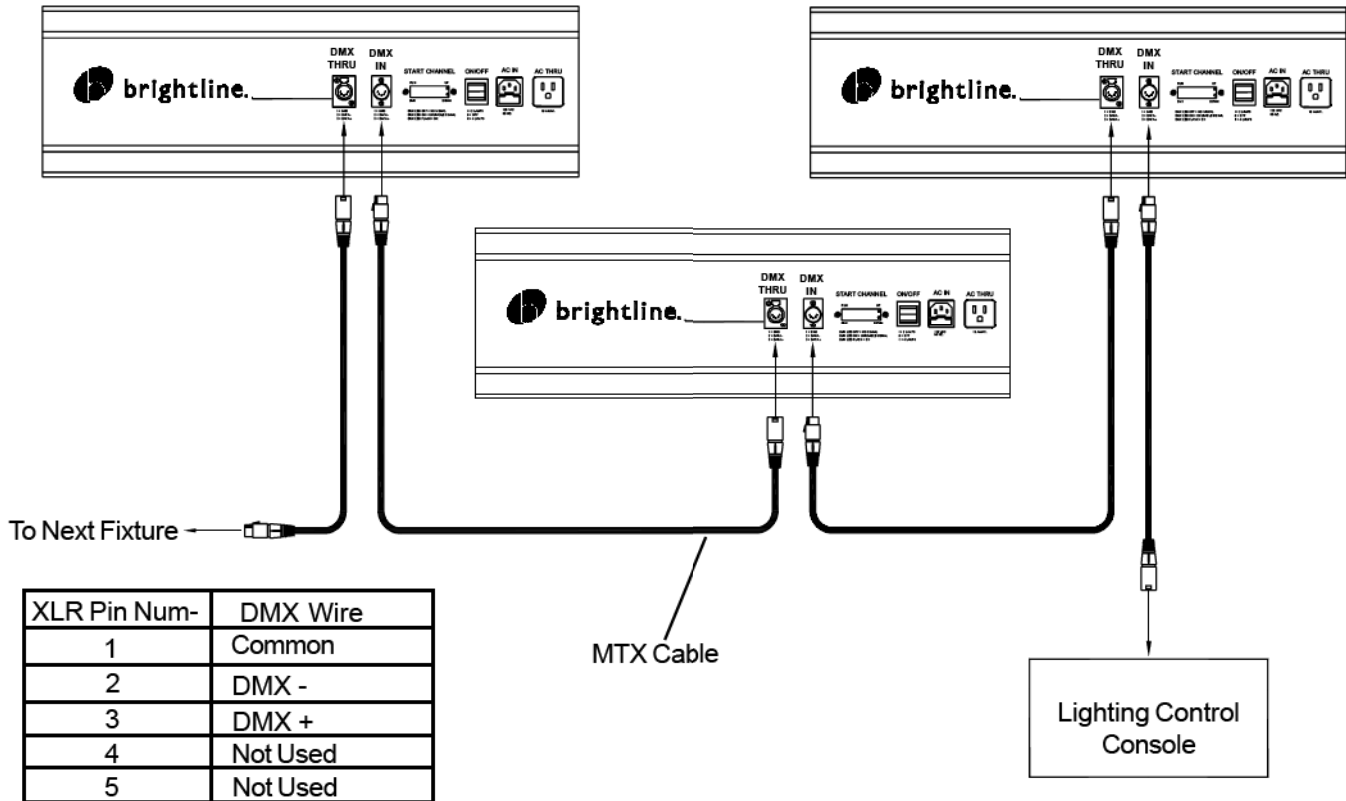 DMX THRU
DMX IN
START CHANNEL
ON/OFF
AC IN
AC THRU
brightline.
DMX THRU
DMX IN
START CHANNEL
ON/OFF
AC IN
AC THRU
brightline.
DMX THRU
DMX IN
START CHANNEL
ON/OFF
AC IN
AC THRU
brightline.
To Next Fixture
MTX Cable
Lighting Control
Console
XLR Pin Num- DMX Wire
1 Common
2 DMX -
3 DMX +
4 Not Used
5 Not Used